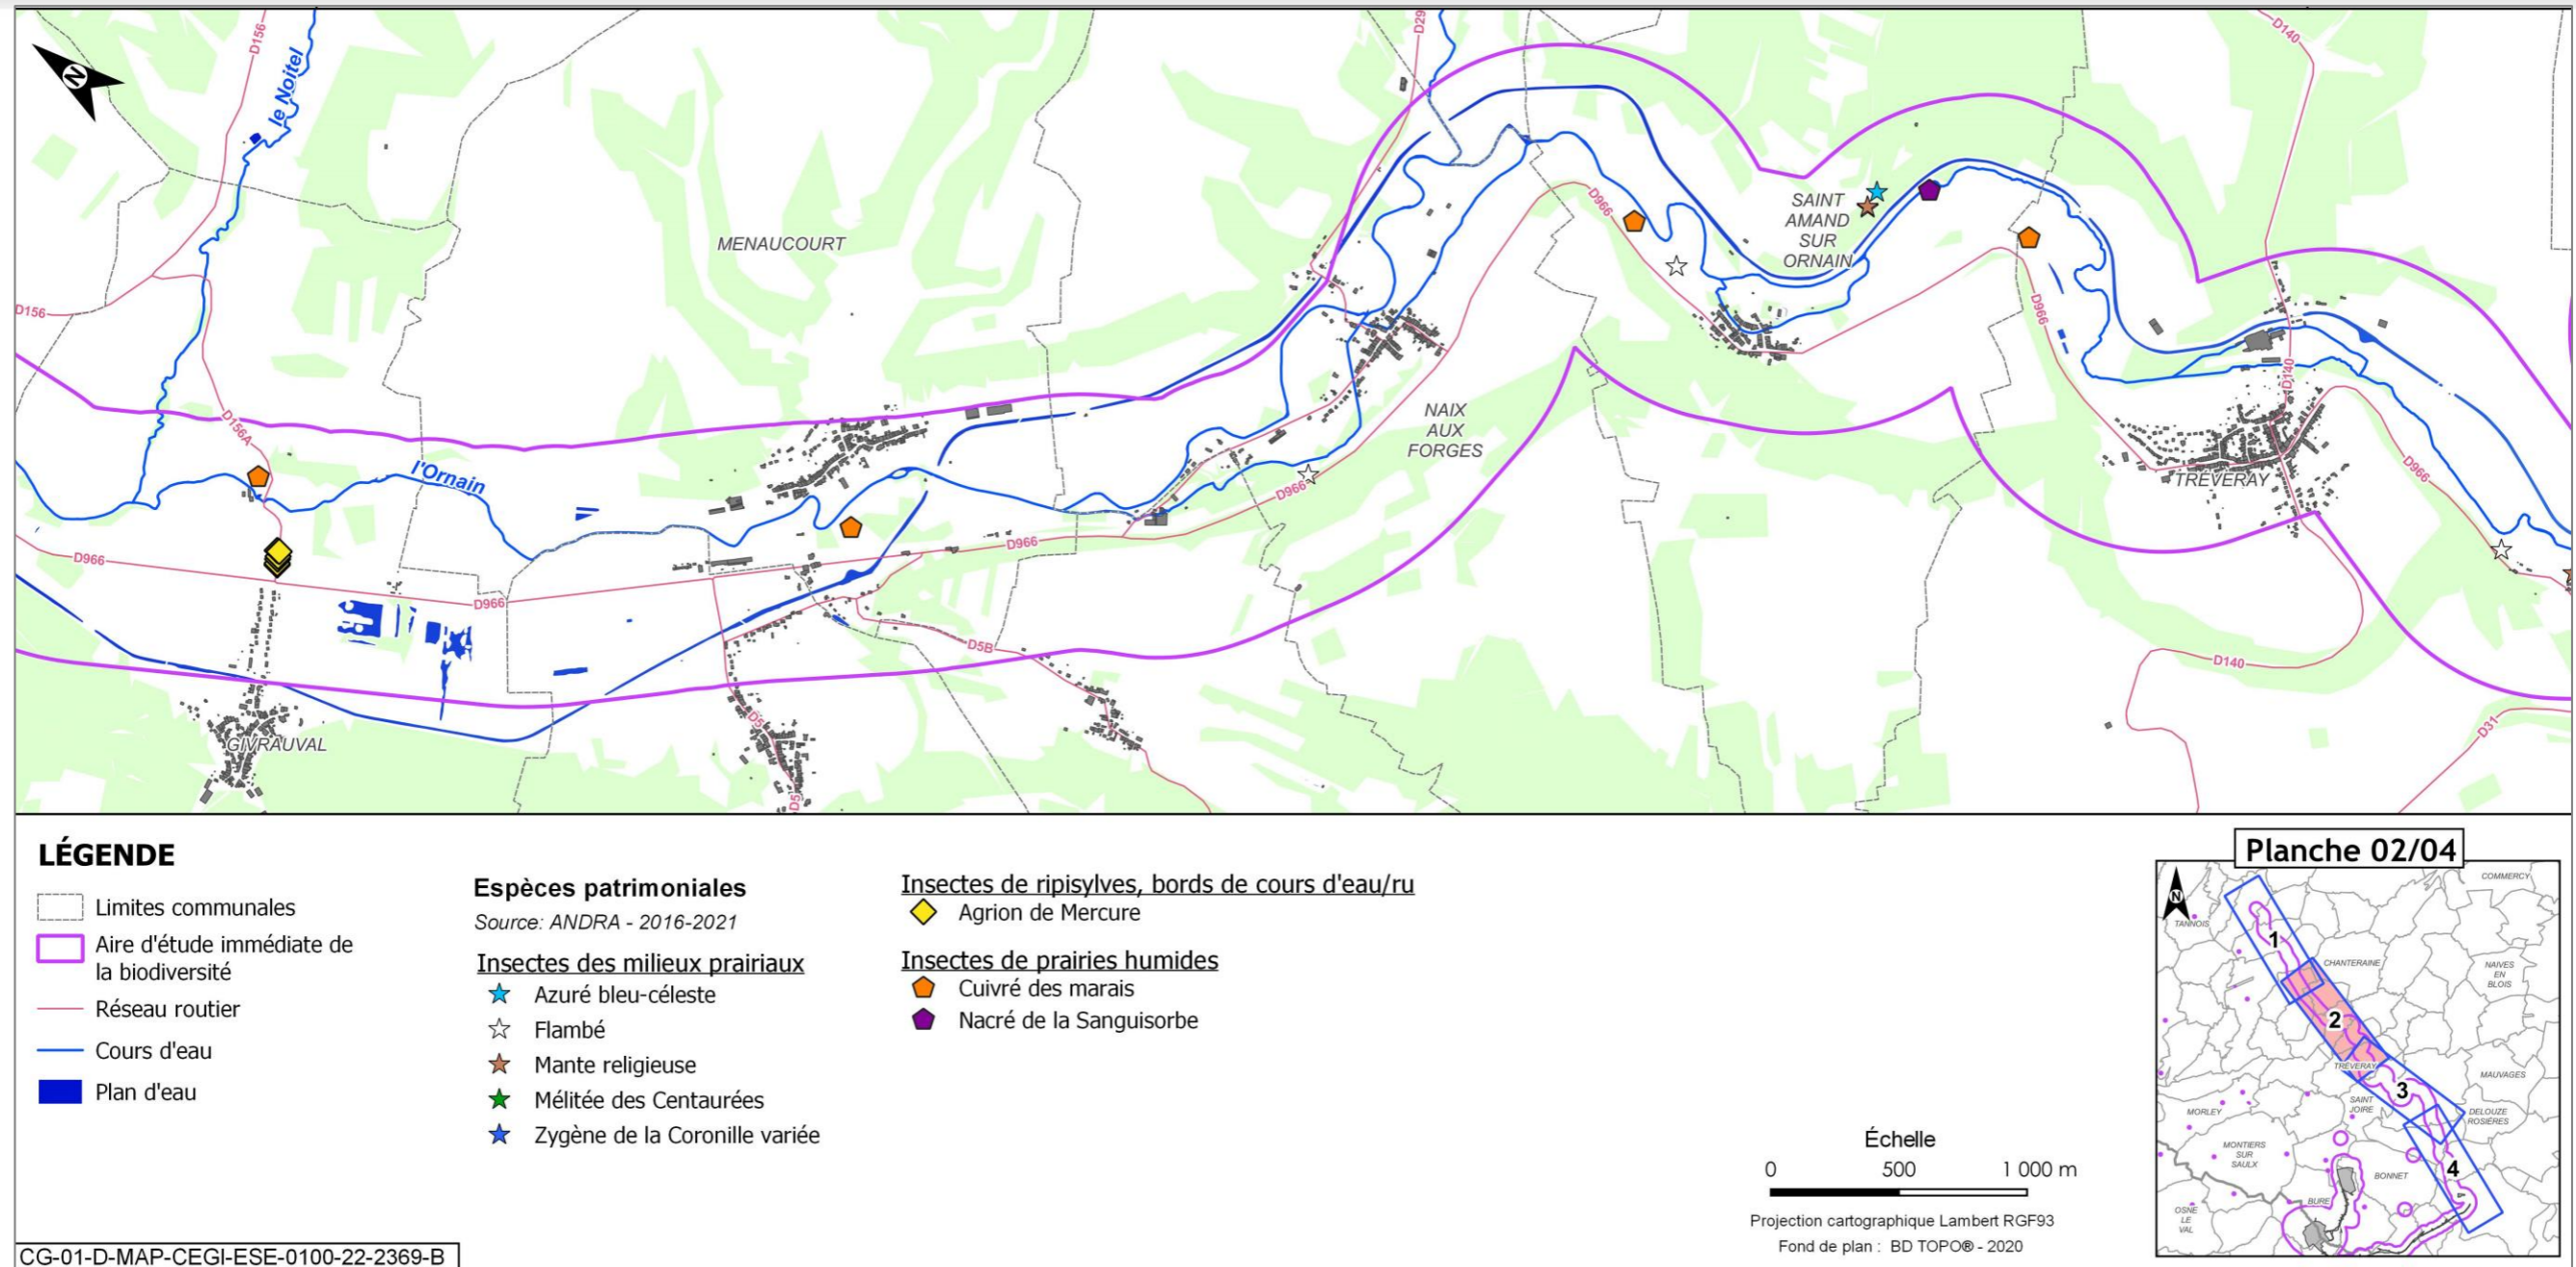 D156
le Noitel
N
D29
D140
MENAUCOURT
SAINT
AMAND
SUR
ORNAIN
D966
D156
D966
D140
D156A
NAIX
AUX
FORGES
l'Ornain
TREVERAY
D966
D966
D966
D966
D966
D5B
D140
D5
D31
GIVRAUVAL
D5
LÉGENDE
Limites communales
Aire d'étude immédiate de
la biodiversité
Réseau routier
Cours d'eau
Plan d'eau
Espèces patrimoniales
Source: ANDRA - 2016-2021
Insectes des milieux prairiaux
Azuré bleu-céleste
Flambé
Mante religieuse
Mélitée des Centaurées
Zygène de la Coronille variée
Insectes de ripisylves, bords de cours d'eau/ru
Agrion de Mercure
Insectes de prairies humides
Cuivré des marais
Nacré de la Sanguisorbe
Échelle
0 500 1 000 m
Projection cartographique Lambert RGF93
Fond de plan : BD TOPO® - 2020
Planche 02/04
N
COMMERCY
TANNOIS
1
CHANTERAINE
NAIVES
EN
BLOIS
2
TREVERAY
MAUVAGES
3
SAINT
JOIRE
MORLEY
DELOUZE
ROSIÈRES
MONTIERS
SUR
SAULX
4
BONNET
BURE
OSNE
LE
VAL
CG-01-D-MAP-CEGI-ESE-0100-22-2369-B